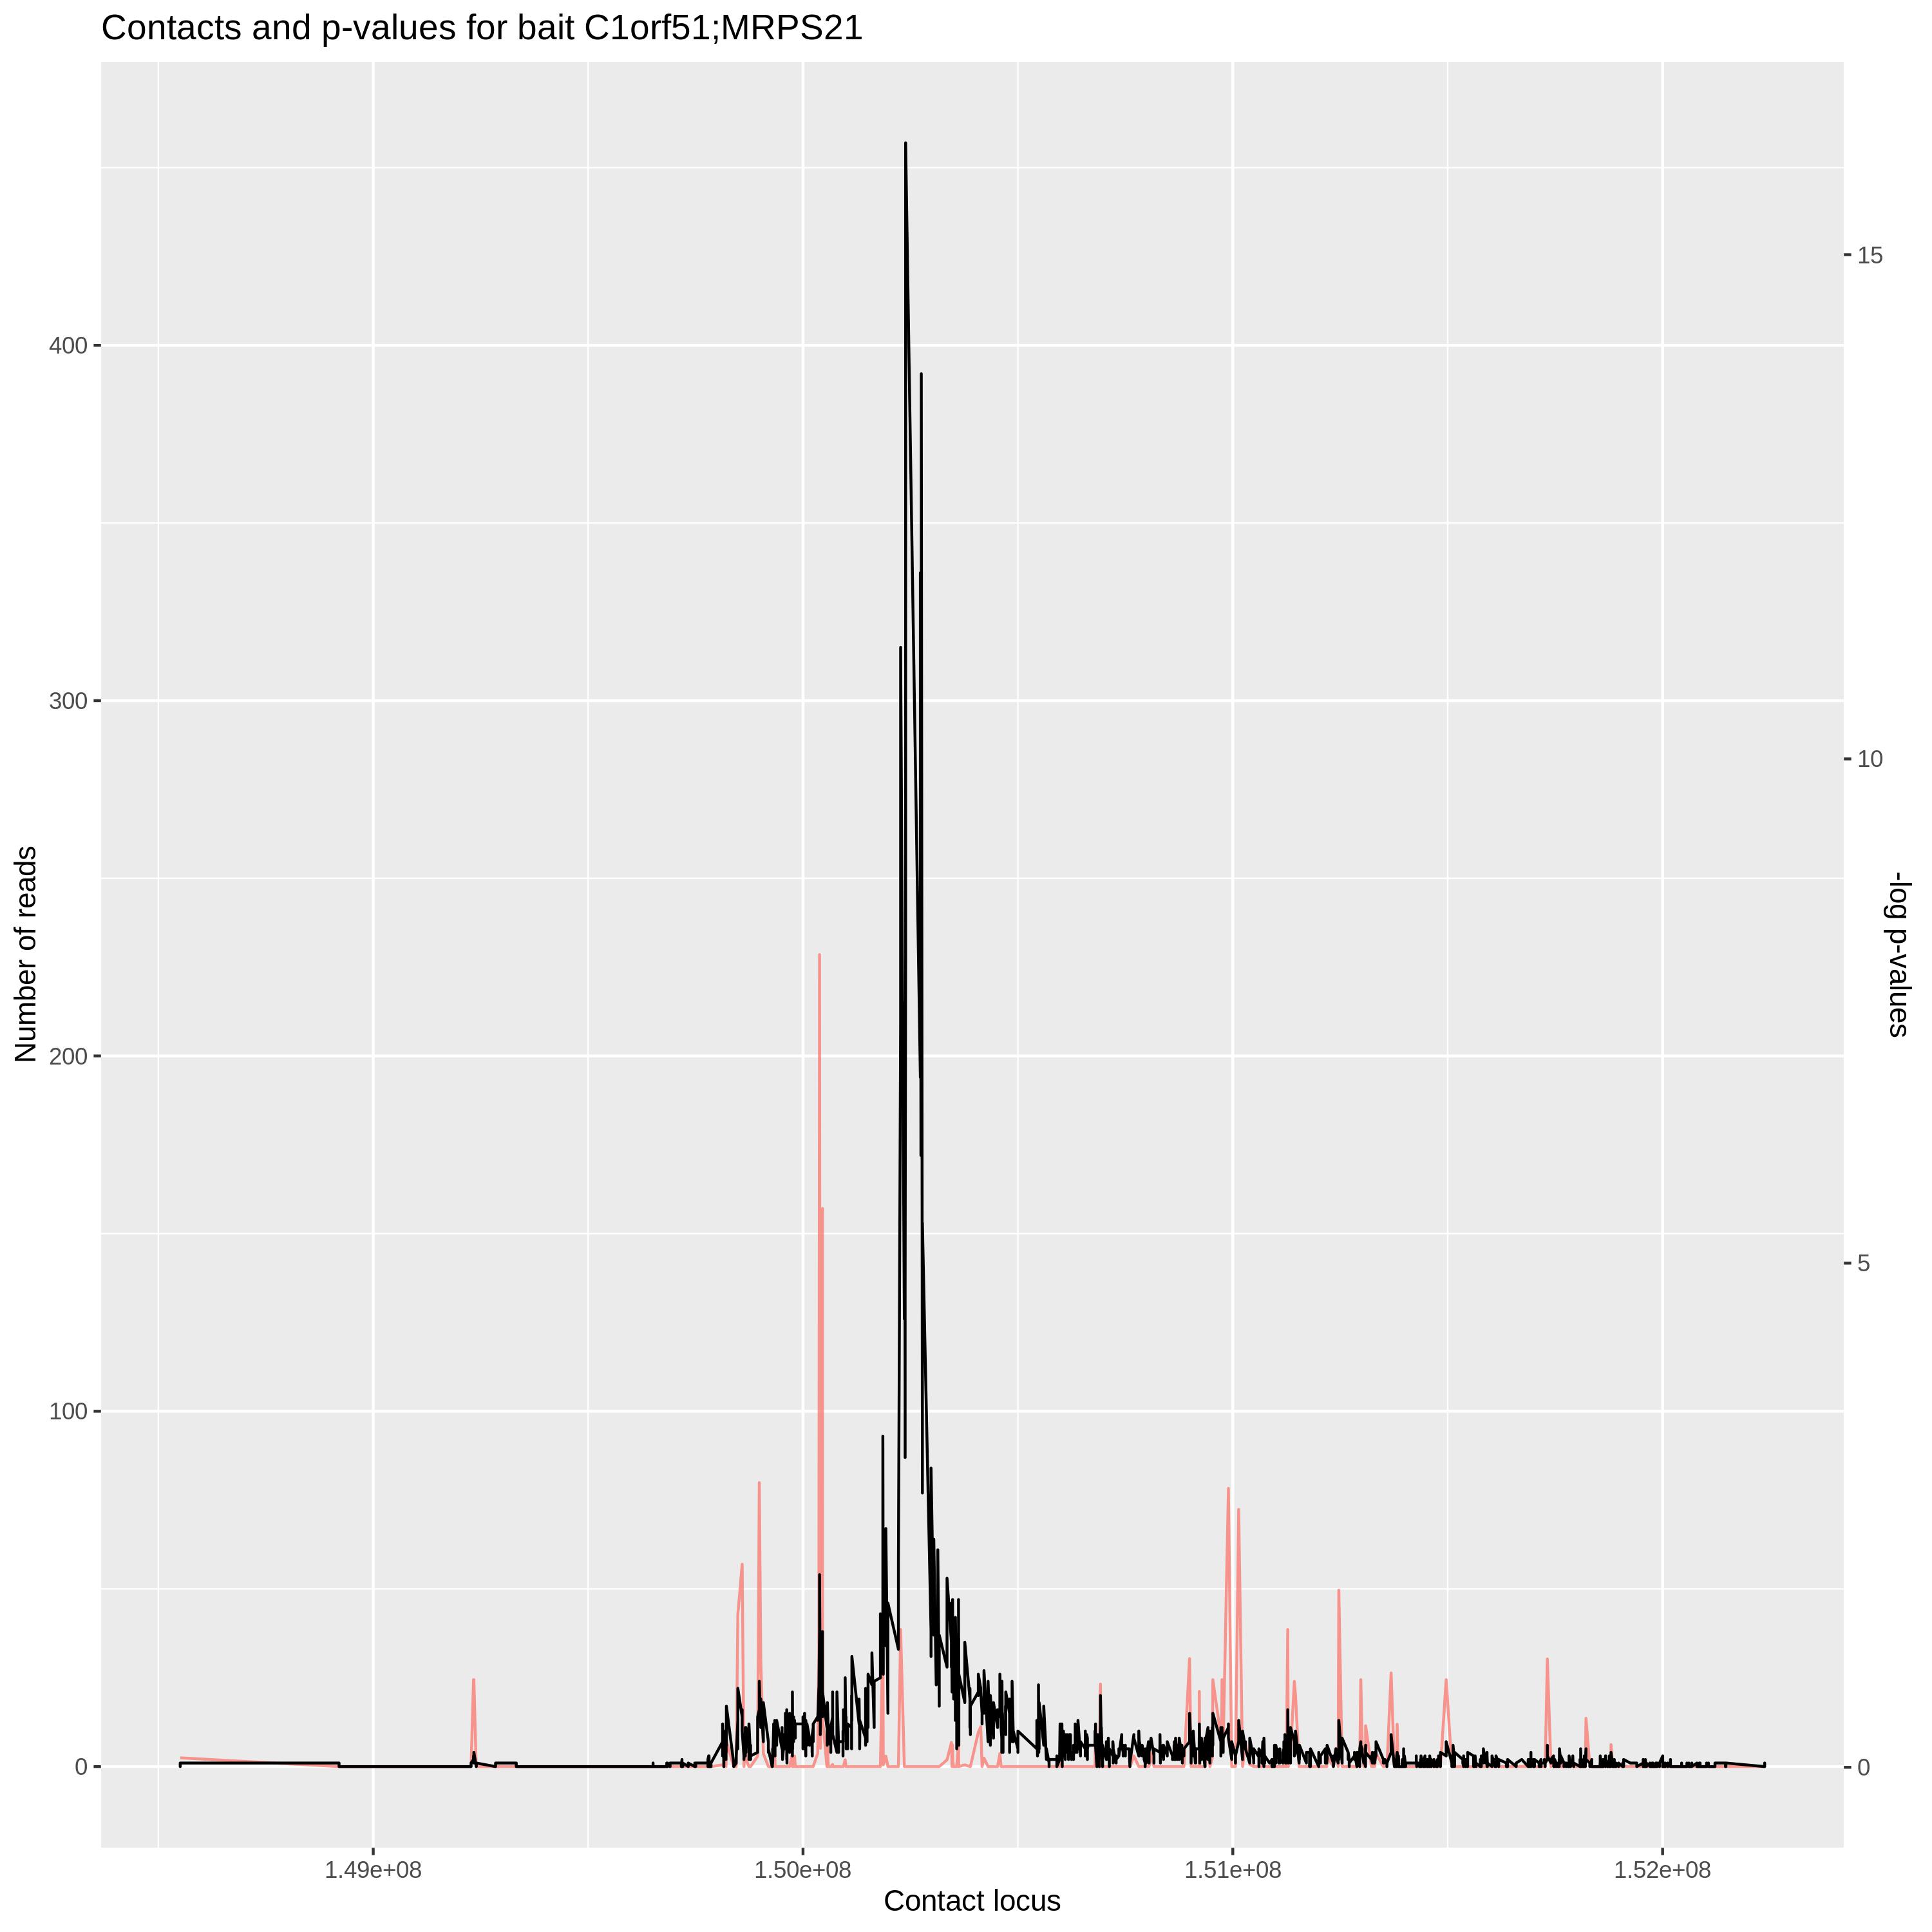 Contacts and p-values for bait C1orf51;MRPS21
Number of reads
400
300
200
100
0
15
10
5
0
-log p-values
1.49e+08
1.50e+08
1.51e+08
1.52e+08
Contact locus